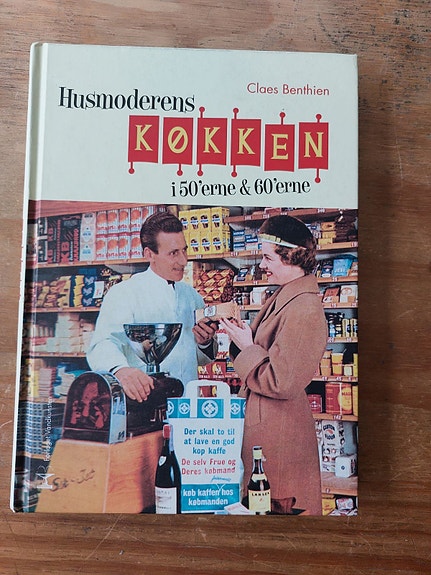 Claes Benthien
Husmoderens
KØKKEN
i 50'erne & 60'erne
Der skal to til
at lave en god
kop kaffe
De selv Frue og
Deres købmand
køb kaffen hos
købmanden